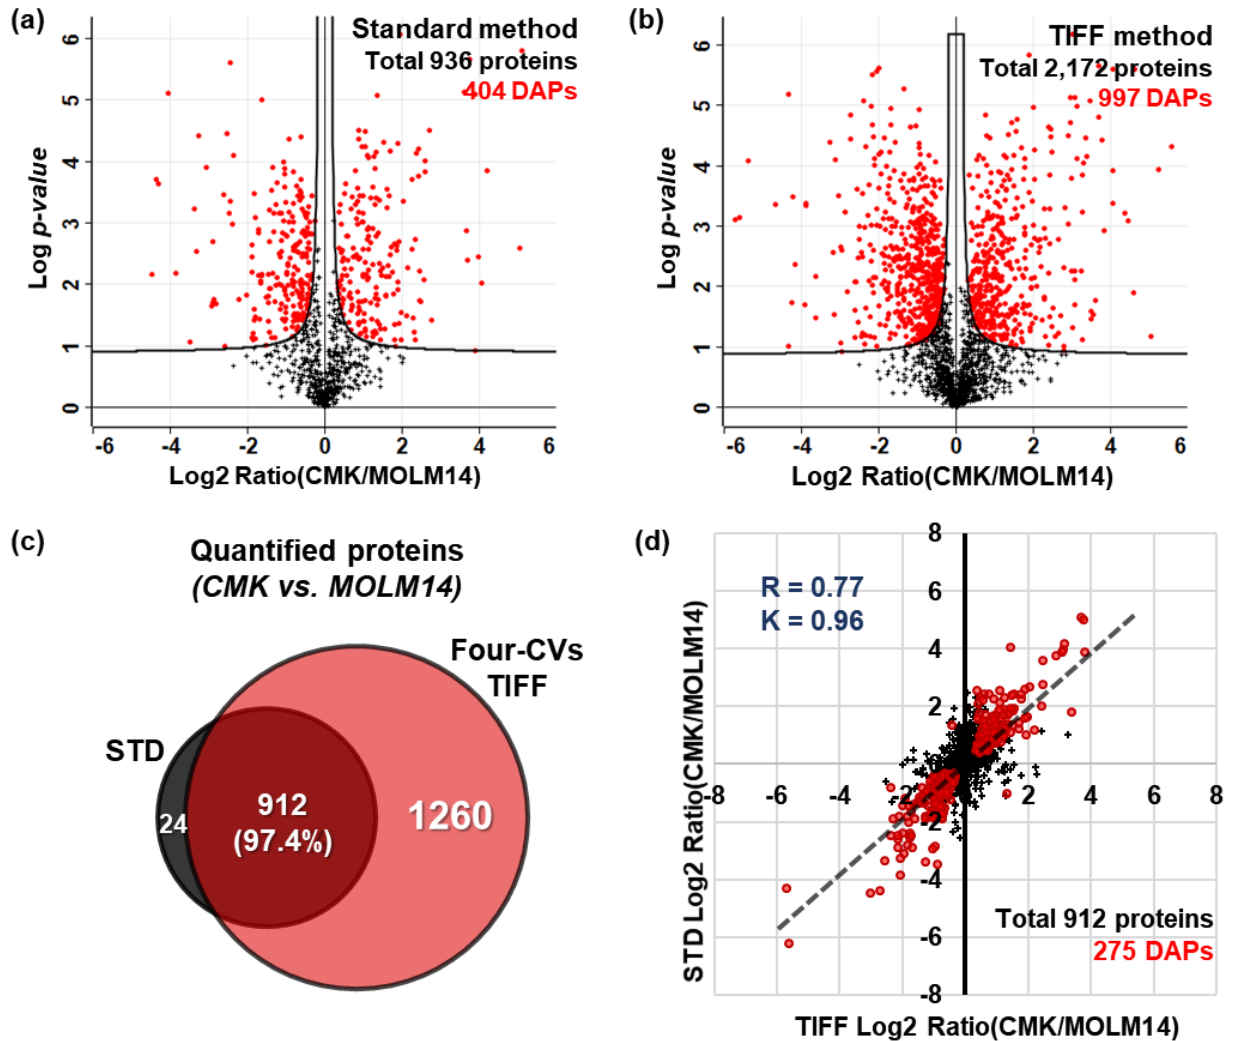 (a)
Standard method
Total 936 proteins
404 DAPs
6
5
4
3
2
1
0
Log p-value
-6 -4 -2 0 2 4 6
Log2 Ratio(CMK/MOLM14)
(b)
TIFF method
Total 2,172 proteins
997 DAPs
6
5
4
3
2
1
0
Log p-value
-6 -4 -2 0 2 4 6
Log2 Ratio(CMK/MOLM14)
(c)
Quantified proteins
(CMK vs. MOLM14)
Four-CVs
TIFF
STD
24
912
(97.4%)
1260
(d)
R = 0.77
K = 0.96
8
6
4
2
0
-2
-4
-6
-8
-8 -6 -4 -2 0 2 4 6 8
STD Log2 Ratio(CMK/MOLM14)
Total 912 proteins
275 DAPs
TIFF Log2 Ratio(CMK/MOLM14)